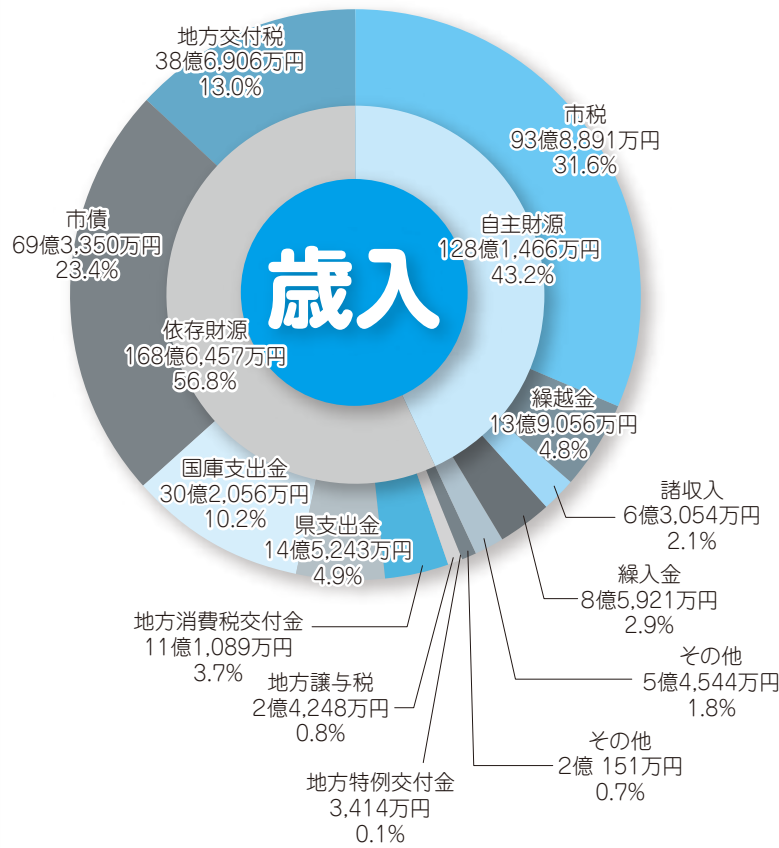 歳入
自主財源
128億1,466万円
43.2%
依存財源
168億6,457万円
56.8%
市税
93億8,891万円
31.6%
繰越金
13億9,056万円
4.8%
諸収入
6億3,054万円
2.1%
繰入金
8億5,921万円
2.9%
その他
5億4,544万円
1.8%
その他
2億 151万円
0.7%
地方特例交付金
3,414万円
0.1%
地方譲与税
2億4,248万円
0.8%
地方消費税交付金
11億1,089万円
3.7%
県支出金
14億5,243万円
4.9%
国庫支出金
30億2,056万円
10.2%
市債
69億3,350万円
23.4%
地方交付税
38億6,906万円
13.0%